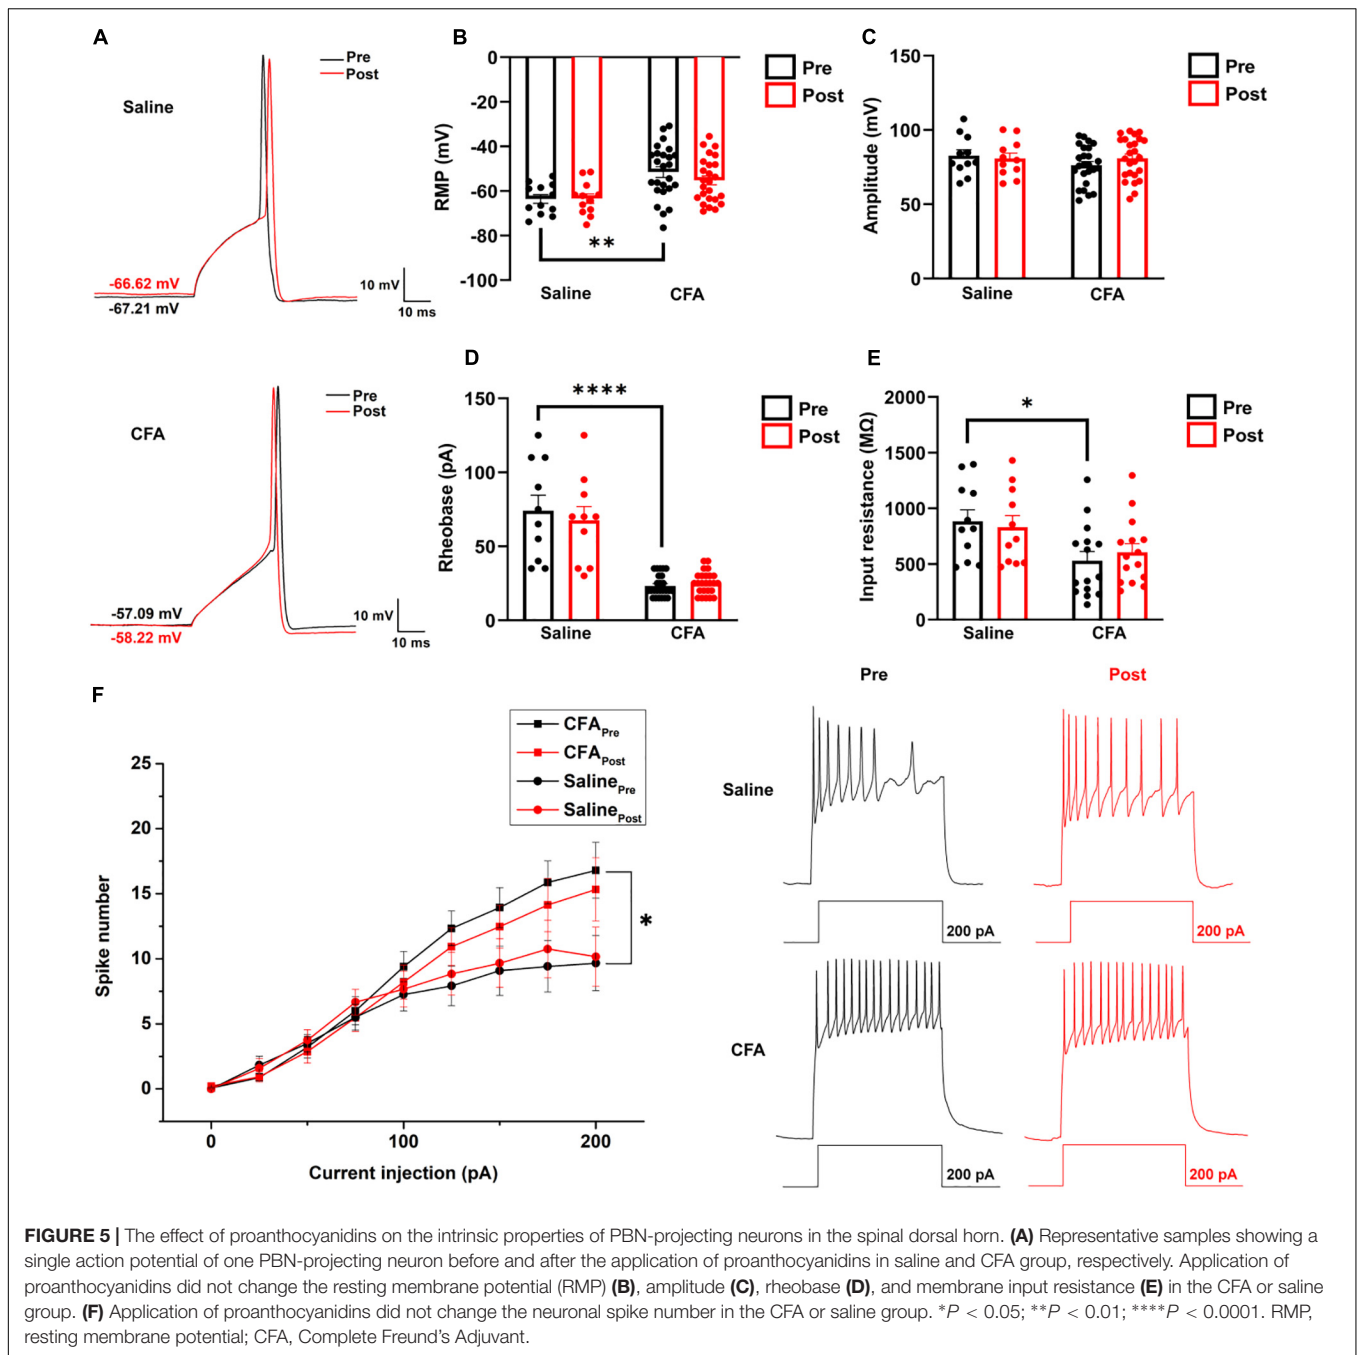 A
Pre
Post
Saline
-66.62 mV
-67.21 mV
10 mV
10 ms
Pre
Post
CFA
-57.09 mV
-58.22 mV
10 mV
10 ms
B
0
-20
-40
-60
-80
-100
RMP (mV)
**
Saline
CFA
Pre
Post
C
150
100
50
0
Amplitude (mV)
Saline
CFA
Pre
Post
D
150
100
50
0
Rheobase (pA)
****
Saline
CFA
Pre
Post
E
2000
1500
1000
500
0
Input resistance (MΩ)
*
Saline
CFA
Pre
Post
F
CFAPre
CFAPost
SalinePre
SalinePost
25
20
15
10
5
0
Spike number
*
0
100
200
Current injection (pA)
Pre
Post
Saline
200 pA
200 pA
CFA
200 pA
200 pA
FIGURE 5 | The effect of proanthocyanidins on the intrinsic properties of PBN-projecting neurons in the spinal dorsal horn. (A) Representative samples showing a
single action potential of one PBN-projecting neuron before and after the application of proanthocyanidins in saline and CFA group, respectively. Application of
proanthocyanidins did not change the resting membrane potential (RMP) (B), amplitude (C), rheobase (D), and membrane input resistance (E) in the CFA or saline
group. (F) Application of proanthocyanidins did not change the neuronal spike number in the CFA or saline group. *P < 0.05; **P < 0.01; ****P < 0.0001. RMP,
resting membrane potential; CFA, Complete Freund's Adjuvant.